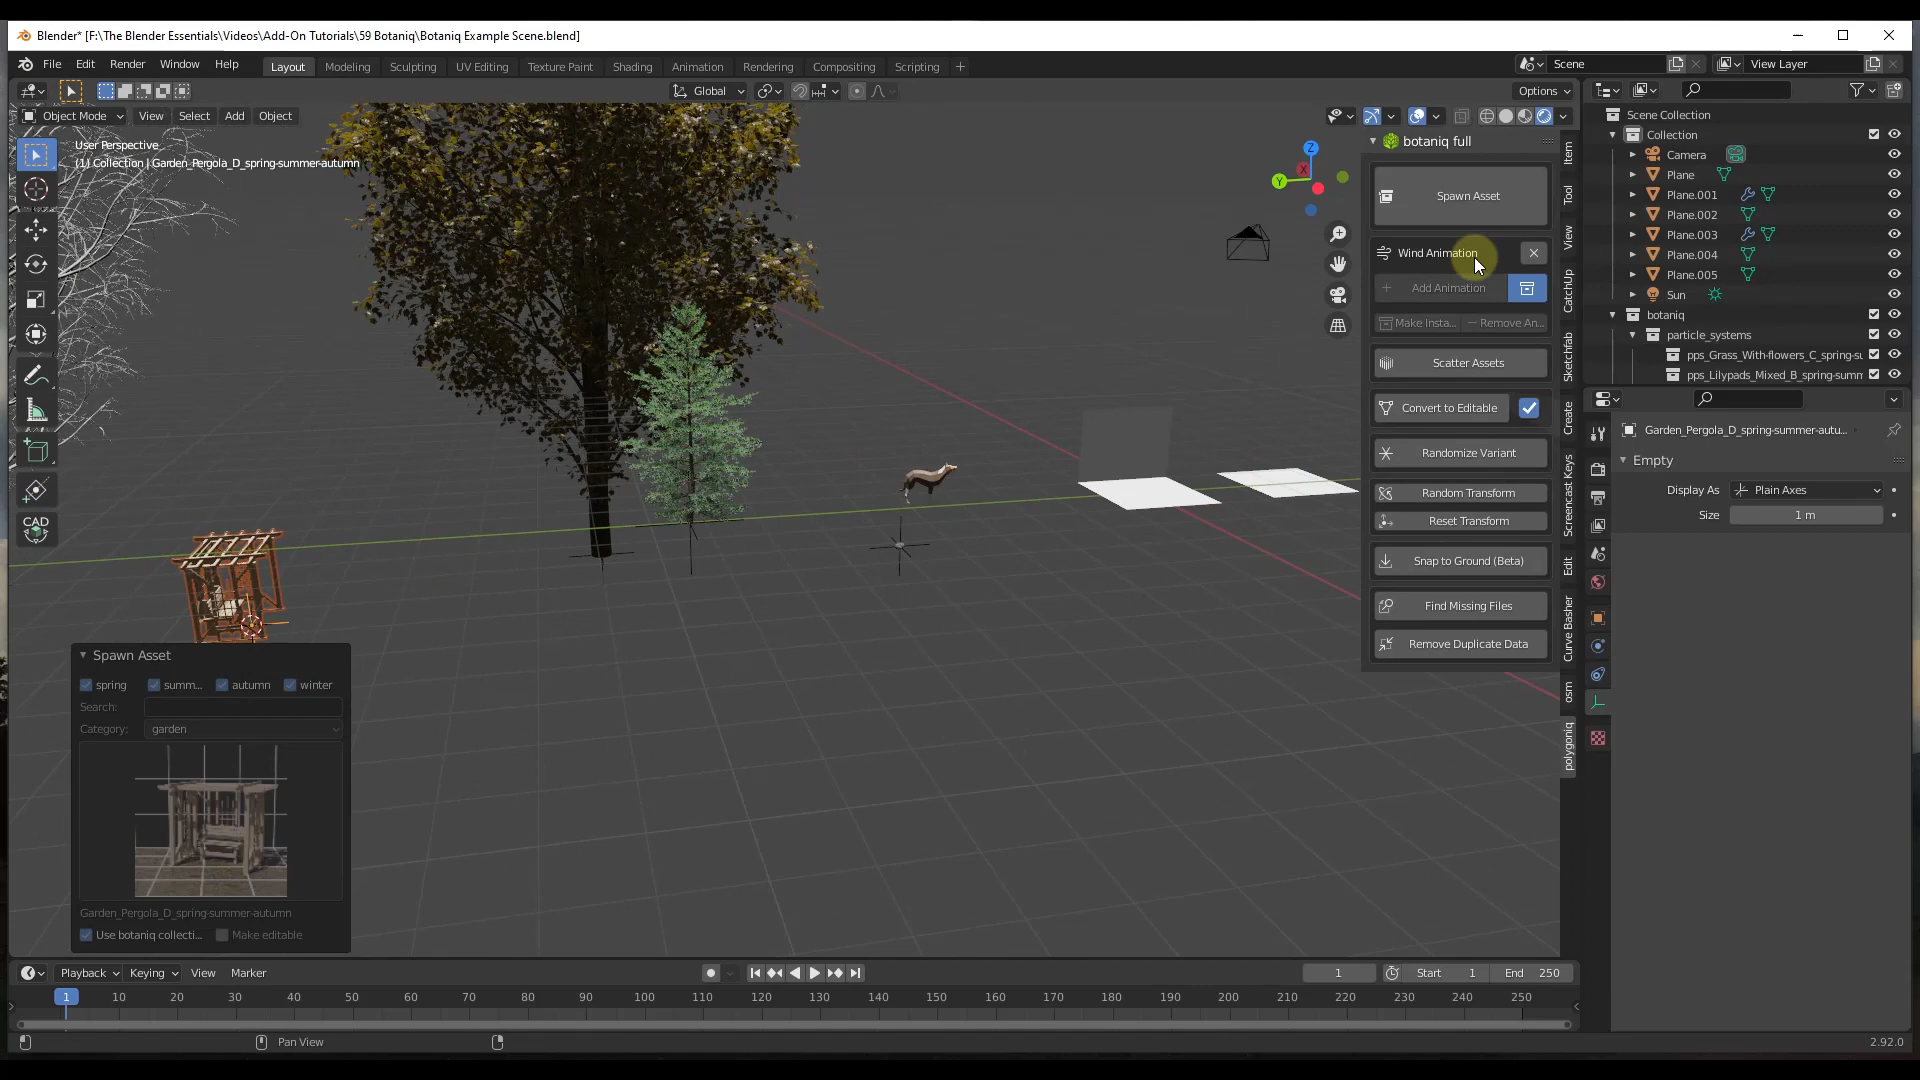 Blender* [F:\The Blender Essentials\Videos\Add-On Tutorials\59 Botaniq\Botaniq Example Scene.blend]
File Edit Render Window Help Layout Modeling Sculpting UV Editing Texture Paint Shading Animation Rendering Compositing Scripting + Scene View Layer
Global Options
Object Mode View Select Add Object
User Perspective
(1) Collection | Garden_Pergola_D_spring-summer-autumn
Z
Y
X
CAD
botaniq full
Spawn Asset
Wind Animation
Add Animation
Make Insta... Remove An...
Scatter Assets
Convert to Editable
Randomize Variant
Random Transform
Reset Transform
Snap to Ground (Beta)
Find Missing Files
Remove Duplicate Data
Item
Tool
View
CatchUp
Sketchfab
Create
Screencast Keys
Edit
Curve Basher
osm
polygoniq
Scene Collection
Collection
Camera
Plane
Plane.001
Plane.002
Plane.003
Plane.004
Plane.005
Sun
botaniq
particle_systems
pps_Grass_With-flowers_C_spring-su
pps_Lilypads_Mixed_B_spring-summ
Garden_Pergola_D_spring-summer-autu...
Empty
Display As Plain Axes
Size 1 m
Spawn Asset
spring summ... autumn winter
Search:
Category: garden
Garden_Pergola_D_spring-summer-autumn
Use botaniq collecti... Make editable
Playback Keying View Marker 1 Start 1 End 250
1 10 20 30 40 50 60 70 80 90 100 110 120 130 140 150 160 170 180 190 200 210 220 230 240 250
Pan View 2.92.0